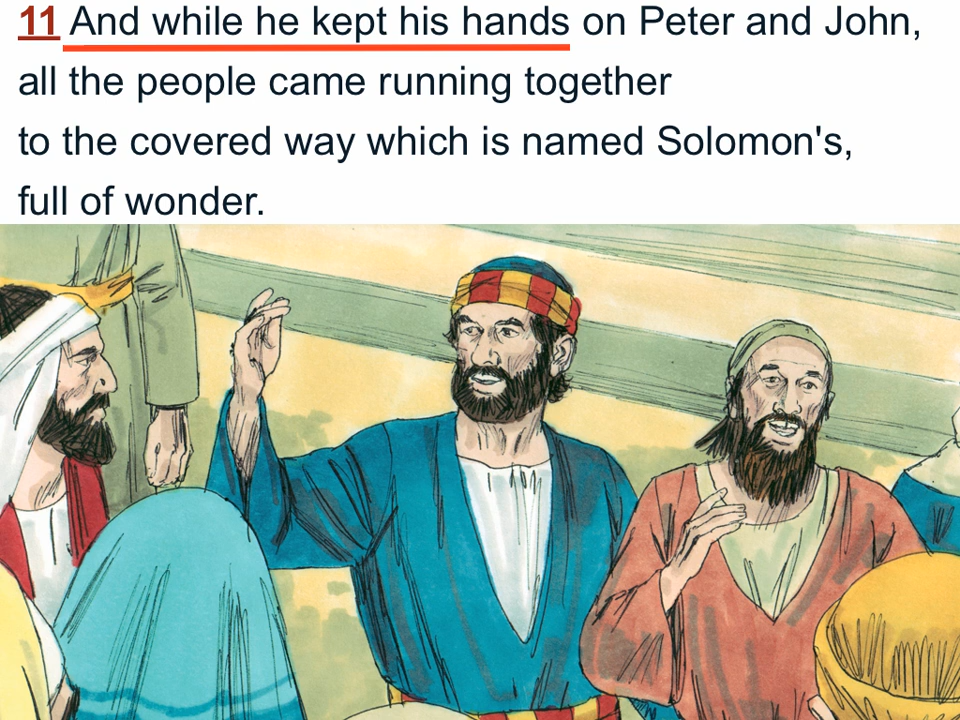 11 And while he kept his hands on Peter and John,
all the people came running together
to the covered way which is named Solomon's,
full of wonder.